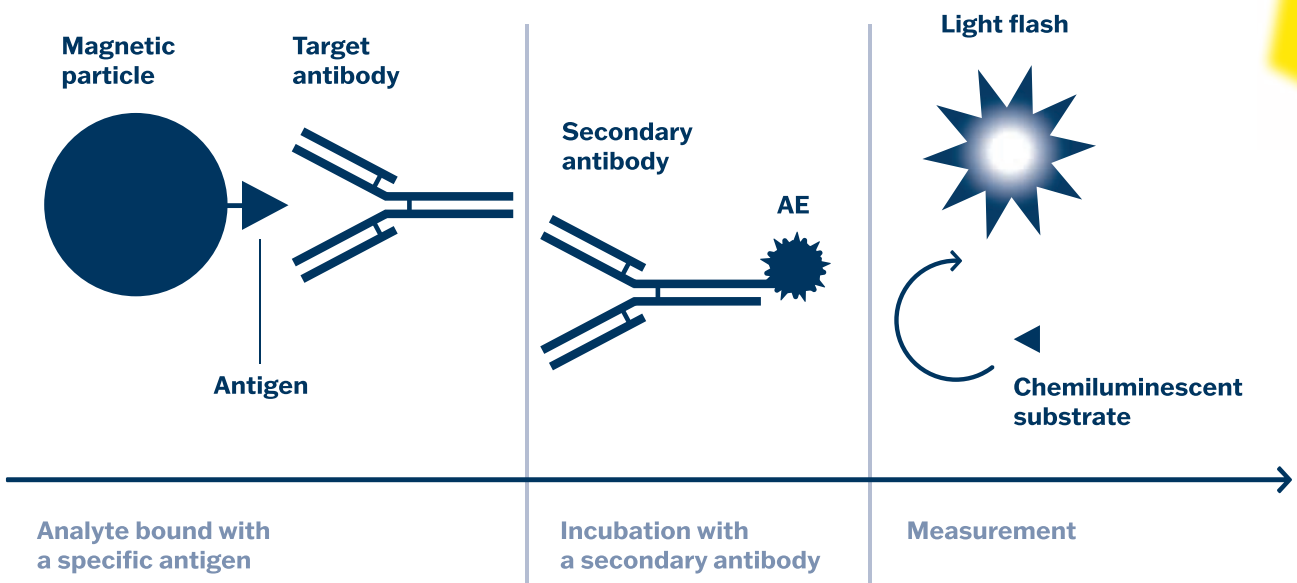 Magnetic
particle
Target
antibody
Antigen
Secondary
antibody
AE
Light flash
Chemiluminescent
substrate
Analyte bound with
a specific antigen
Incubation with
a secondary antibody
Measurement